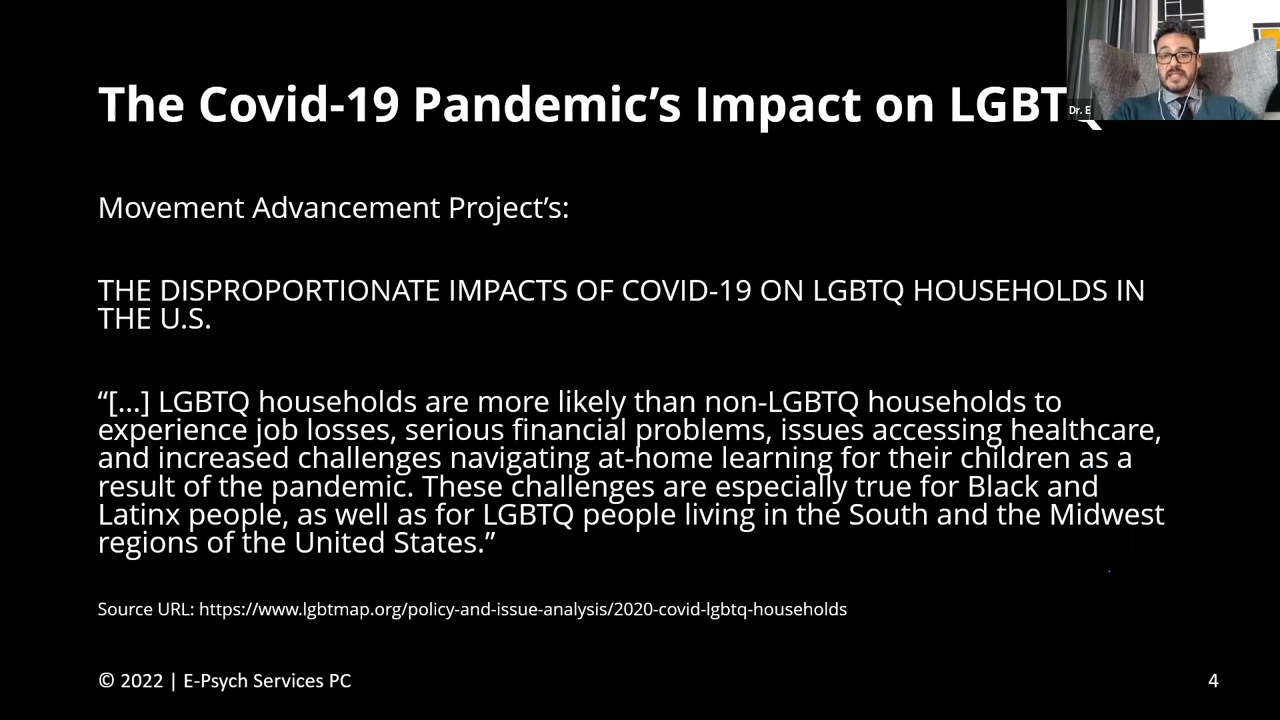 The Covid-19 Pandemic’s Impact on LGBTQ
Dr. E
Movement Advancement Project’s:
THE DISPROPORTIONATE IMPACTS OF COVID-19 ON LGBTQ HOUSEHOLDS IN
THE U.S.
“[…] LGBTQ households are more likely than non-LGBTQ households to
experience job losses, serious financial problems, issues accessing healthcare,
and increased challenges navigating at-home learning for their children as a
result of the pandemic. These challenges are especially true for Black and
Latinx people, as well as for LGBTQ people living in the South and the Midwest
regions of the United States.”
Source URL: https://www.lgbtmap.org/policy-and-issue-analysis/2020-covid-lgbtq-households
© 2022 | E-Psych Services PC
4